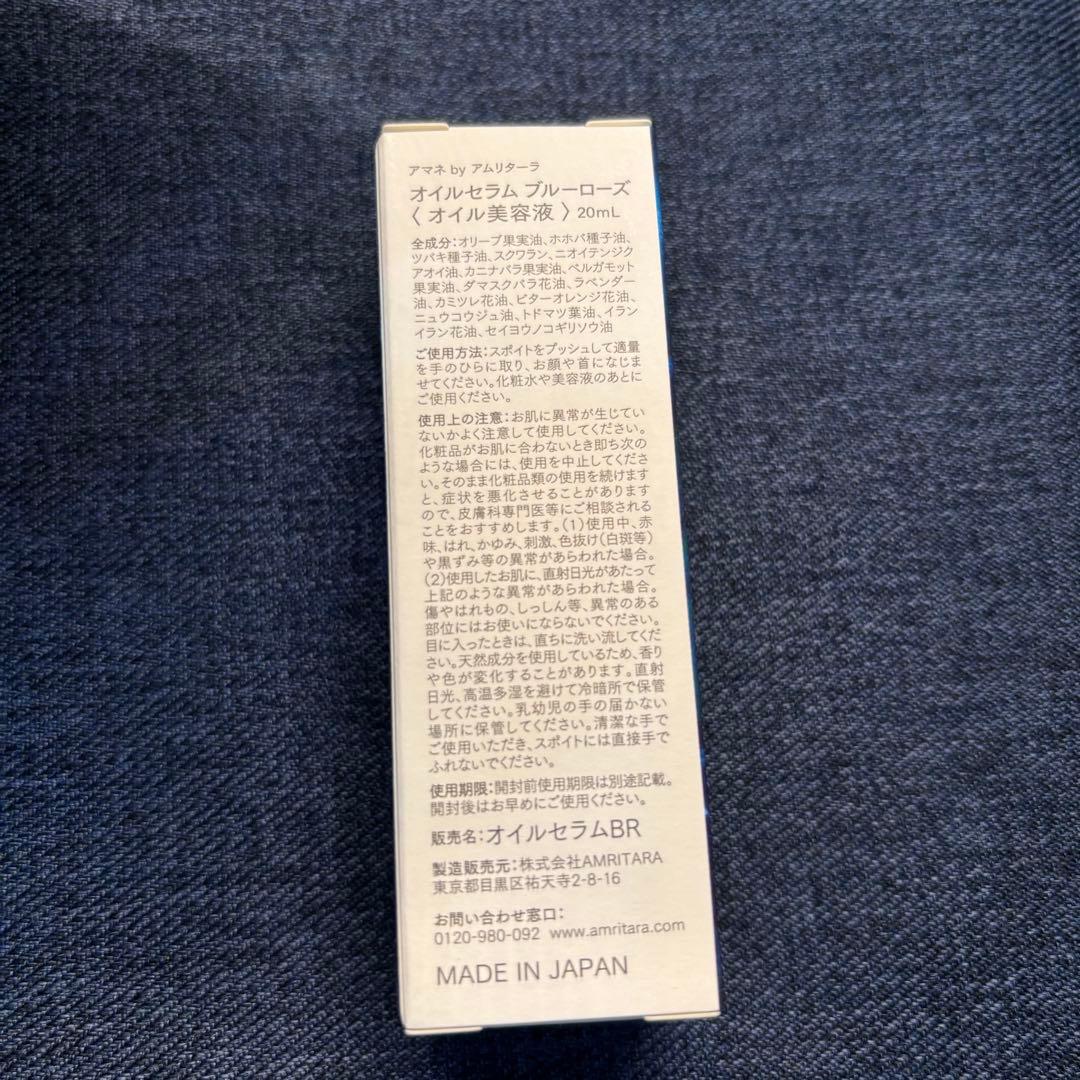 アマネ by アムリターラ
オイルセラム ブルーローズ
〈 オイル美容液 〉 20mL
全成分:オリーブ果実油、ホホバ種子油、
ツバキ種子油、スクワラン、ニオイテンジク
アオイ油、カニナバラ果実油、ベルガモット
果実油、ダマスクバラ花油、ラベンダー
油、カミツレ花油、ビターオレンジ花油、
ニュウコウジュ油、トドマツ葉油、イラン
イラン花油、セイヨウノコギリソウ油
ご使用方法:スポイトをプッシュして適量
を手のひらに取り、お顔や首になじま
せてください。化粧水や美容液のあとに
ご使用ください。
使用上の注意:お肌に異常が生じてい
ないかよく注意して使用してください。
化粧品がお肌に合わないとき即ち次の
ような場合には、使用を中止してくださ
い。そのまま化粧品類の使用を続けます
と、症状を悪化させることがあります
ので、皮膚科専門医等にご相談される
ことをおすすめします。(1)使用中、赤
味、はれ、かゆみ、刺激、色抜け(白斑等)
や黒ずみ等の異常があらわれた場合。
(2)使用したお肌に、直射日光があたって
上記のような異常があらわれた場合。
傷やはれもの、しっしん等、異常のある
部位にはお使いにならないでください。
目に入ったときは、直ちに洗い流してくだ
さい。天然成分を使用しているため、香り
や色が変化することがあります。直射
日光、高温多湿を避けて冷暗所で保管
してください。乳幼児の手の届かない
場所に保管してください。清潔な手で
ご使用いただき、スポイトには直接手で
ふれないでください。
使用期限:開封前使用期限は別途記載。
開封後はお早めにご使用ください。
販売名:オイルセラムBR
製造販売元:株式会社AMRITARA
東京都目黒区祐天寺2-8-16
お問い合わせ窓口:
0120-980-092 www.amritara.com
MADE IN JAPAN